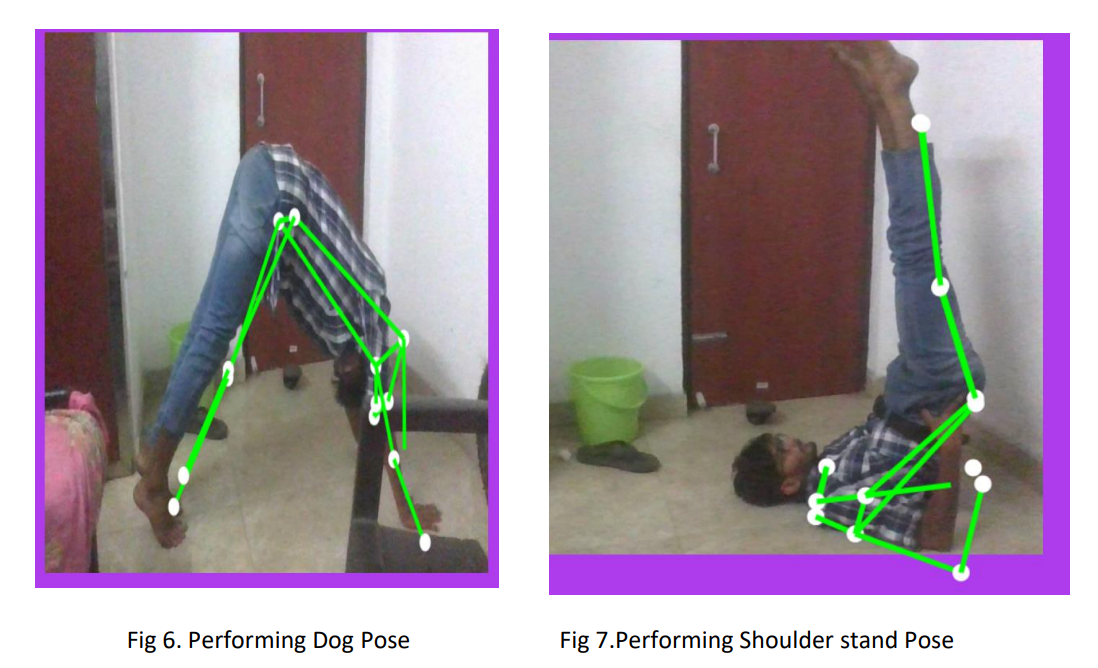 Fig 6. Performing Dog Pose
Fig 7.Performing Shoulder stand Pose